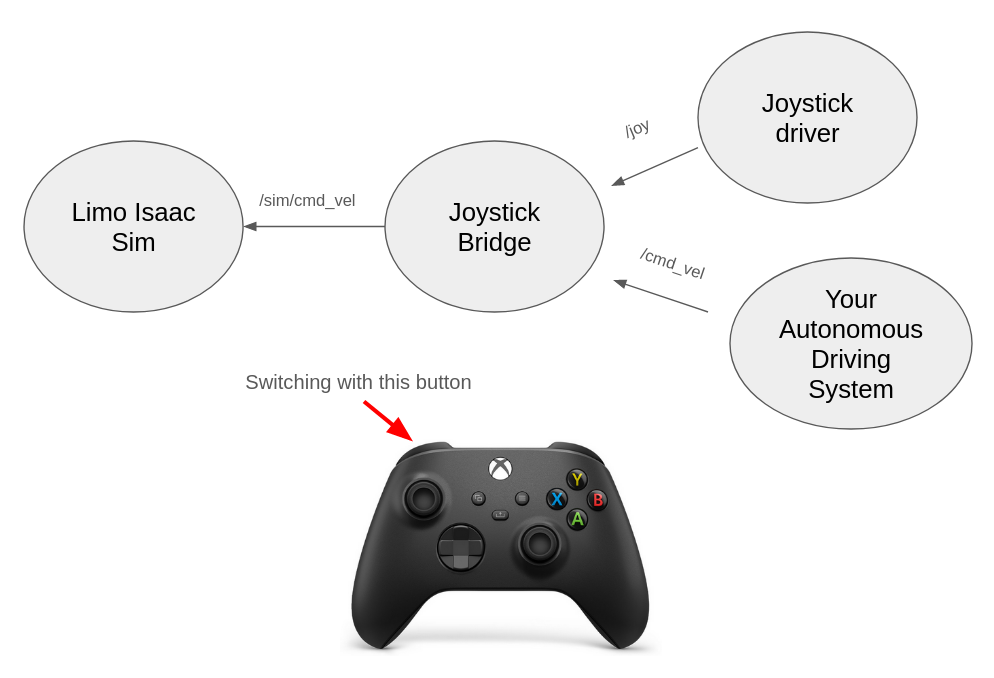 Joystick
driver
/joy
Limo Isaac
Sim
/sim/cmd_vel
Joystick
Bridge
/cmd_vel
Your
Autonomous
Driving
System
Switching with this button
Y
X
B
A